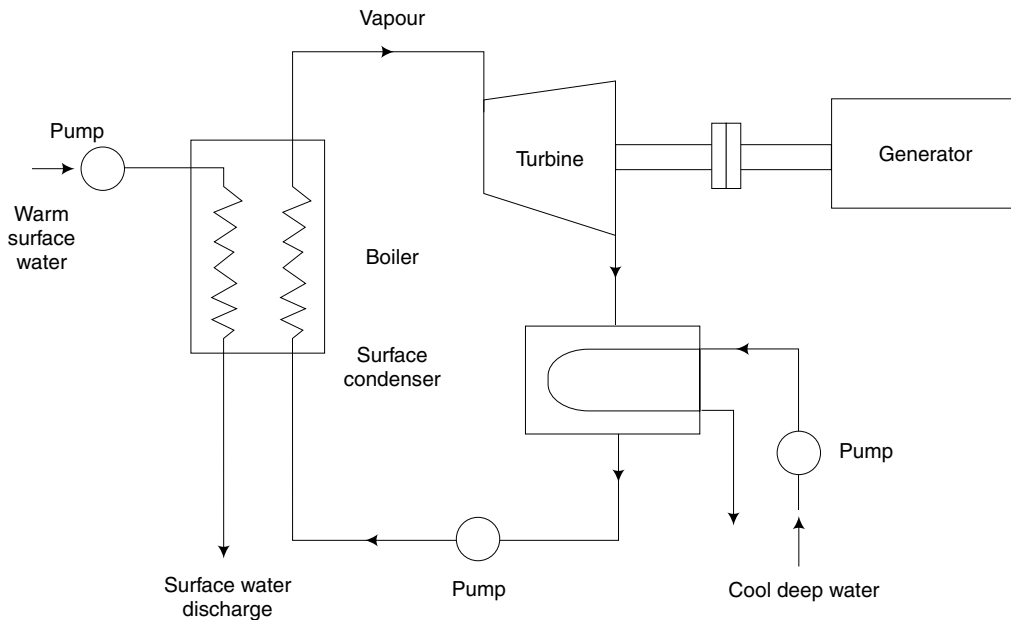 Vapour
Pump
Warm
surface
water
Turbine
Generator
Boiler
Surface
condenser
Pump
Pump
Surface water
discharge
Cool deep water